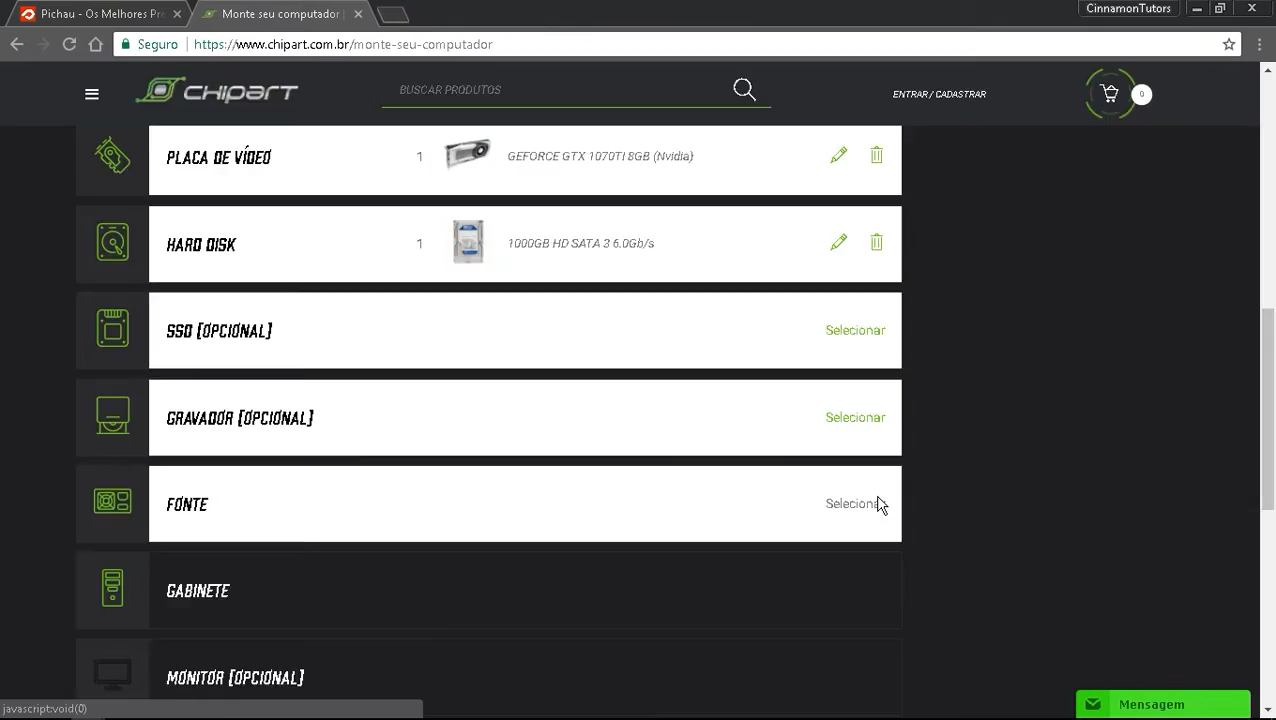 Pichau - Os Melhores Pre
Monte seu computador |
CinnamonTutors
Seguro
https://www.chipart.com.br/monte-seu-computador
CHIPART
BUSCAR PRODUTOS
ENTRAR / CADASTRAR
0
PLACA DE VÍDEO
1
GEFORCE GTX 1070TI 8GB (Nvidia)
HARD DISK
1
1000GB HD SATA 3 6.0Gb/s
SSD [OPCIONAL]
Selecionar
GRAVADOR [OPCIONAL]
Selecionar
FONTE
Selecionar
GABINETE
MONITOR [OPCIONAL]
javascript:void(0)
Mensagem